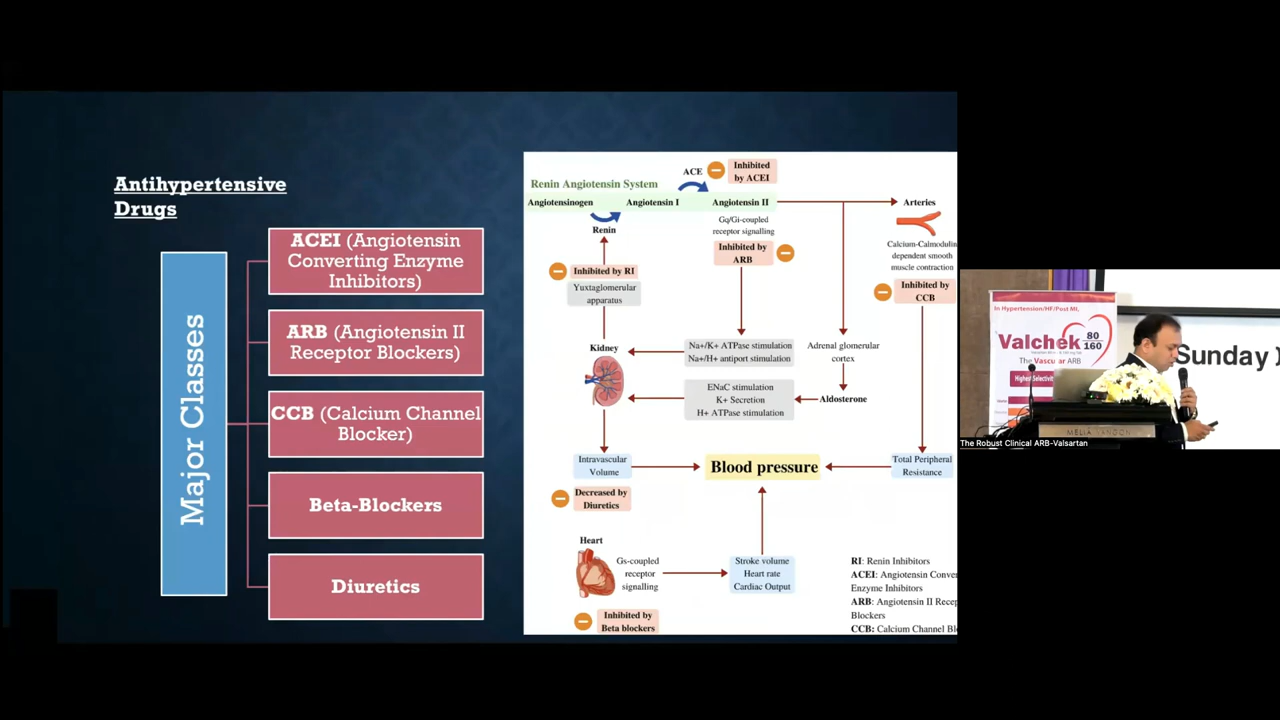 Antihypertensive
Drugs
Major Classes
ACEI (Angiotensin
Converting Enzyme
Inhibitors)
ARB (Angiotensin II
Receptor Blockers)
CCB (Calcium Channel
Blocker)
Beta-Blockers
Diuretics
Renin Angiotensin System
ACE
Inhibited
by ACEI
Angiotensinogen
Angiotensin I
Angiotensin II
Arteries
Renin
Gq/Gi-coupled
receptor signalling
Inhibited by
ARB
Calcium-Calmodulin
dependent smooth
muscle contraction
Inhibited by RI
Yuxtaglomerular
apparatus
Inhibited by
CCB
Kidney
Na+/K+ ATPase stimulation
Na+/H+ antiport stimulation
Adrenal glomerular
cortex
ENaC stimulation
K+ Secretion
H+ ATPase stimulation
Aldosterone
Intravascular
Volume
Blood pressure
Total Peripheral
Resistance
Decreased by
Diuretics
Heart
Gs-coupled
receptor
signalling
Stroke volume
Heart rate
Cardiac Output
Inhibited by
Beta blockers
RI: Renin Inhibitors
ACEI: Angiotensin Conve
Enzyme Inhibitors
ARB: Angiotensin II Recep
Blockers
CCB: Calcium Channel Bl
In Hypertension/HF/Post MI,
Valchek 80
160
The Vascular ARB
Highest Selectivity
Sunday
MELIA YANGON
The Robust Clinical ARB-Valsartan